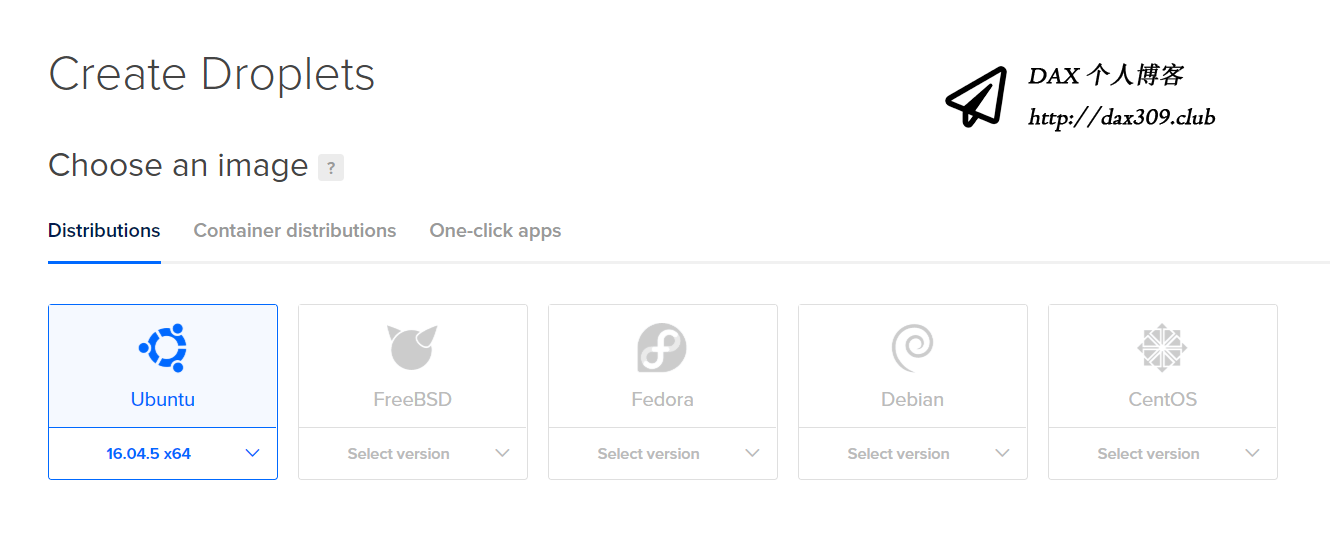 Create Droplets
DAX 个人博客
http://dax309.club
Choose an image ?
Distributions Container distributions One-click apps
Ubuntu FreeBSD Fedora Debian CentOS
16.04.5 x64 Select version Select version Select version Select version